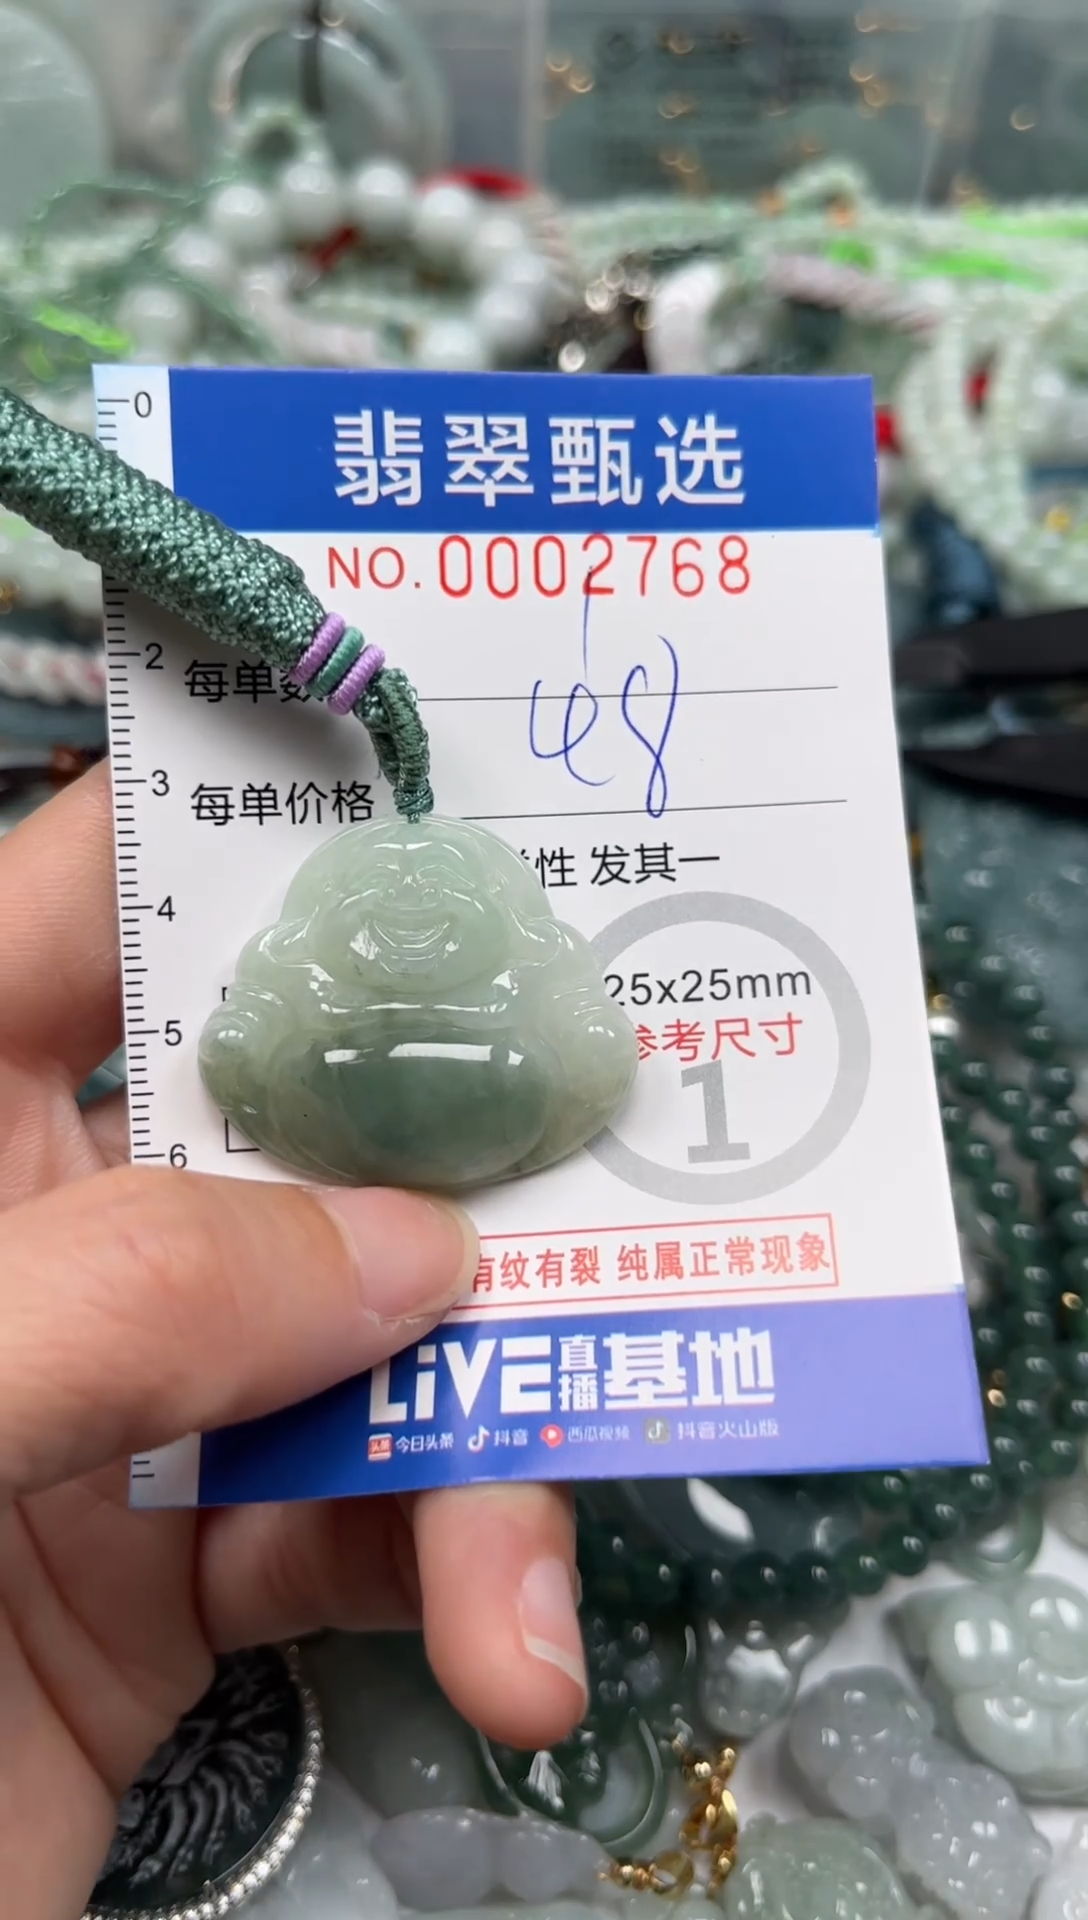 0
翡翠甄选
NO.0002768
2
每单数
1
48
3
每单价格
性 发其一
4
25x25mm
5
参考尺寸
1
6
有纹有裂 纯属正常现象
LiVE直播基地
头条 今日头条 抖音 西瓜视频 抖音火山版